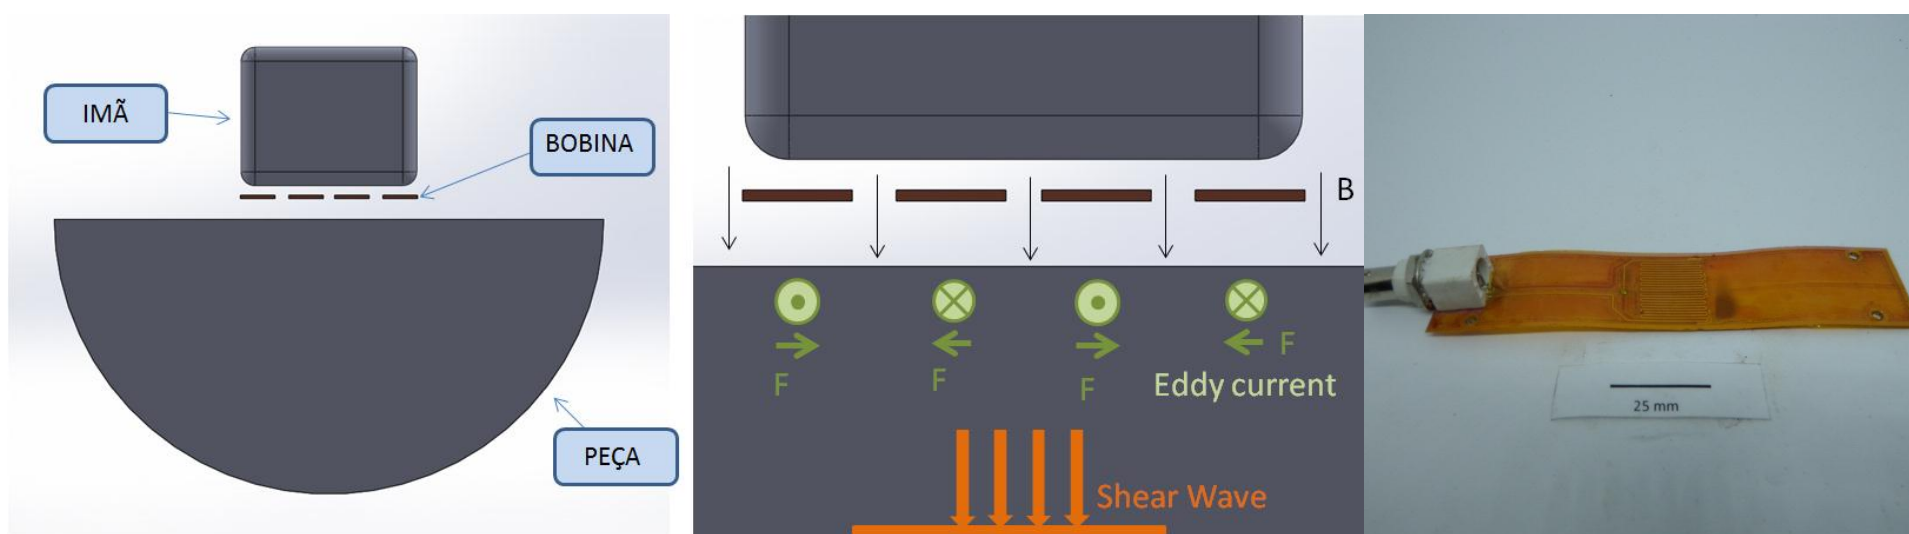 IMÃ
BOBINA
PEÇA
B
F
F
F
F
Eddy current
Shear Wave
25 mm